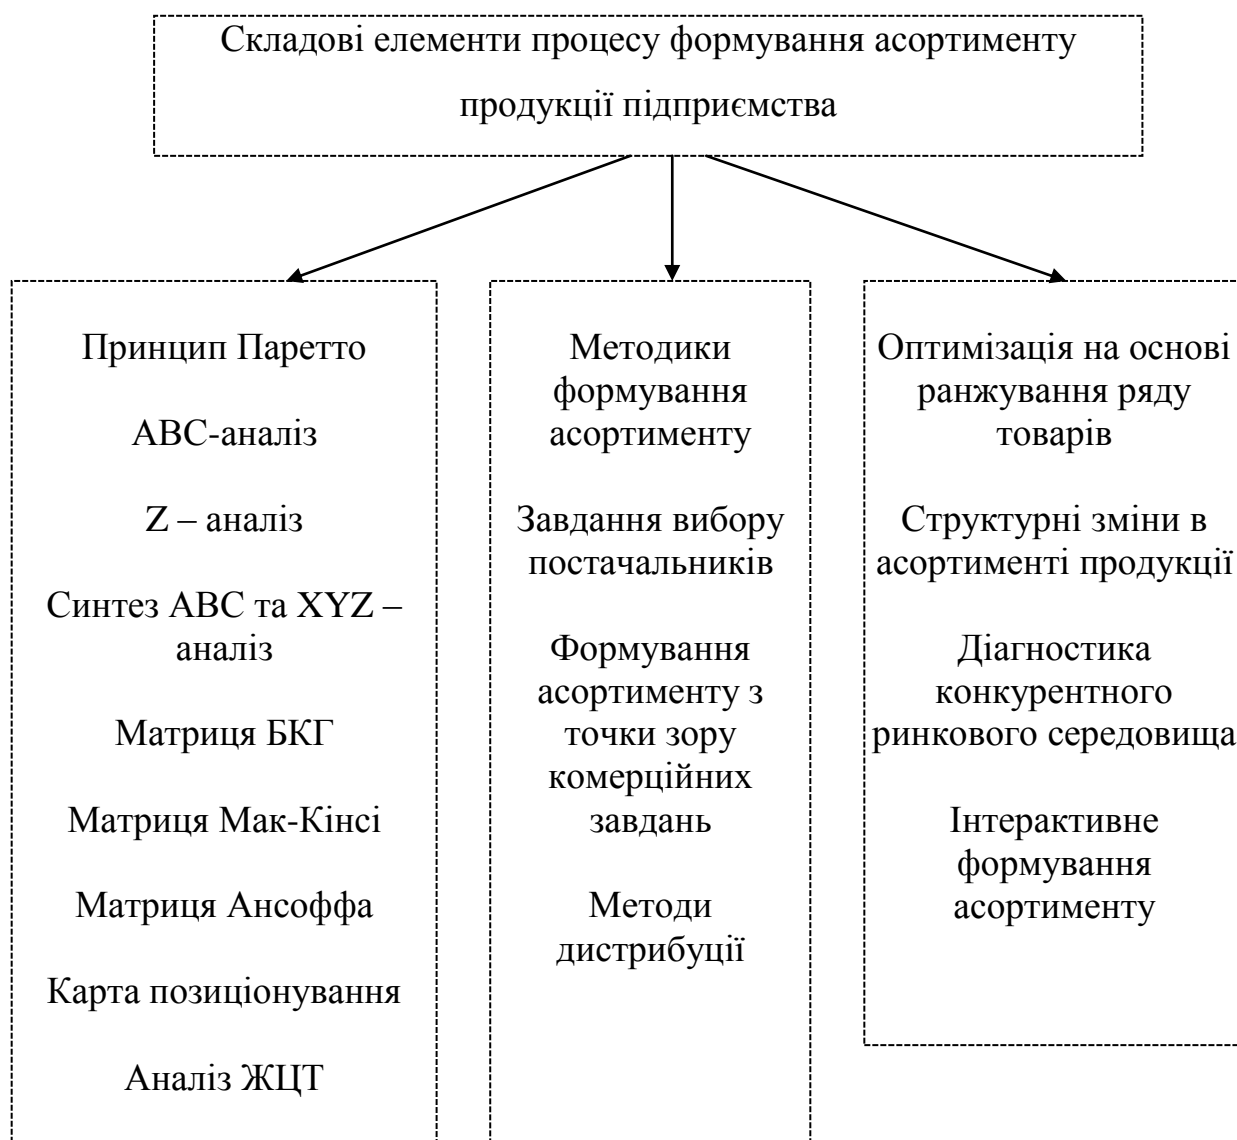 Складові елементи процесу формування асортименту
продукції підприємства
Принцип Паретто
АВС-аналіз
Z – аналіз
Синтез АВС та XYZ –
аналіз
Матриця БКГ
Матриця Мак-Кінсі
Матриця Ансоффа
Карта позиціонування
Аналіз ЖЦТ
Методики
формування
асортименту
Завдання вибору
постачальників
Формування
асортименту з
точки зору
комерційних
завдань
Методи
дистрибуції
Оптимізація на основі
ранжування ряду
товарів
Структурні зміни в
асортименті продукції
Діагностика
конкурентного
ринкового середовища
Інтерактивне
формування
асортименту